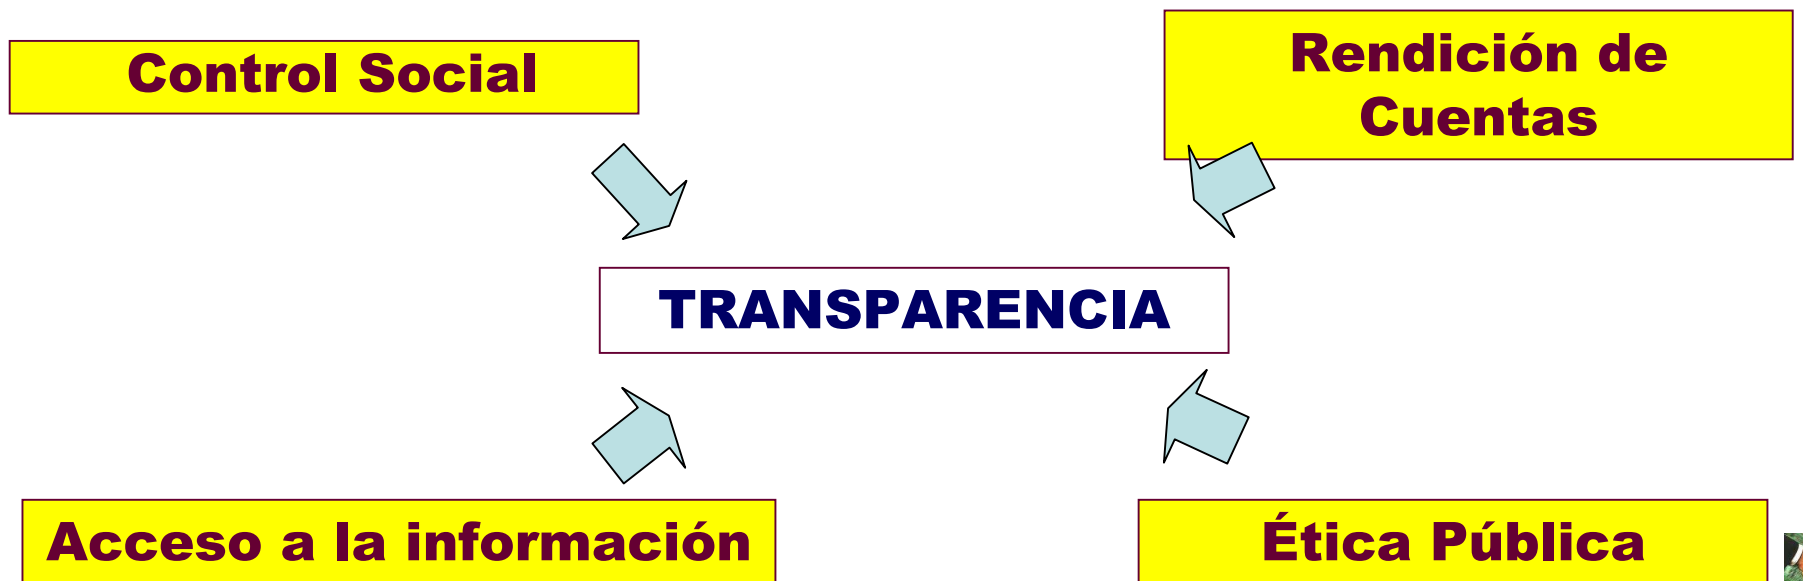 Control Social
Rendición de
Cuentas
TRANSPARENCIA
Acceso a la información
Ética Pública